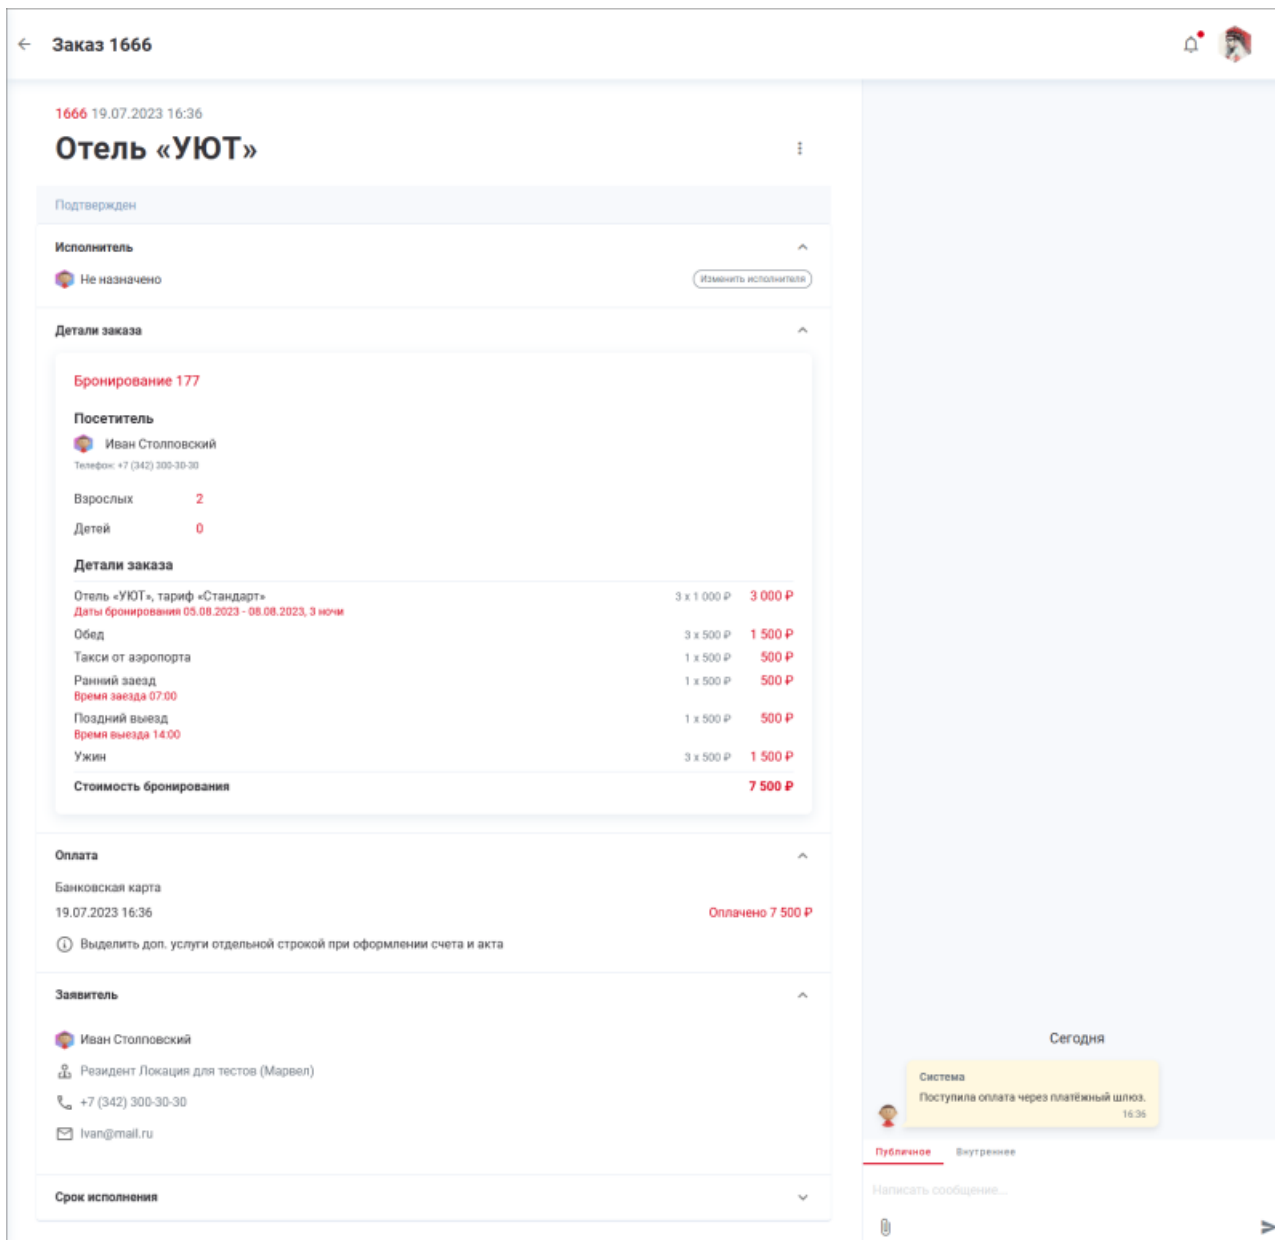 Заказ 1666
1666 19.07.2023 16:36
Отель «УЮТ»
Подтвержден
Исполнитель
Не назначено
Изменить исполнителя
Детали заказа
Бронирование 177
Посетитель
Иван Столповский
Телефон: +7 (342) 300-30-30
Взрослых 2
Детей 0
Детали заказа
Отель «УЮТ», тариф «Стандарт» 3 x 1 000 ₽ 3 000 ₽
Даты бронирования 05.08.2023 - 08.08.2023, 3 ночи
Обед 3 x 500 ₽ 1 500 ₽
Такси от аэропорта 1 x 500 ₽ 500 ₽
Ранний заезд 1 x 500 ₽ 500 ₽
Время заезда 07:00
Поздний выезд 1 x 500 ₽ 500 ₽
Время выезда 14:00
Ужин 3 x 500 ₽ 1 500 ₽
Стоимость бронирования 7 500 ₽
Оплата
Банковская карта
19.07.2023 16:36 Оплачено 7 500 ₽
Выделить доп. услуги отдельной строкой при оформлении счета и акта
Заявитель
Иван Столповский
Резидент Локация для тестов (Марвел)
+7 (342) 300-30-30
Ivan@mail.ru
Срок исполнения
Сегодня
Система
Поступила оплата через платёжный шлюз.
16:36
Публичное Внутреннее
Написать сообщение...